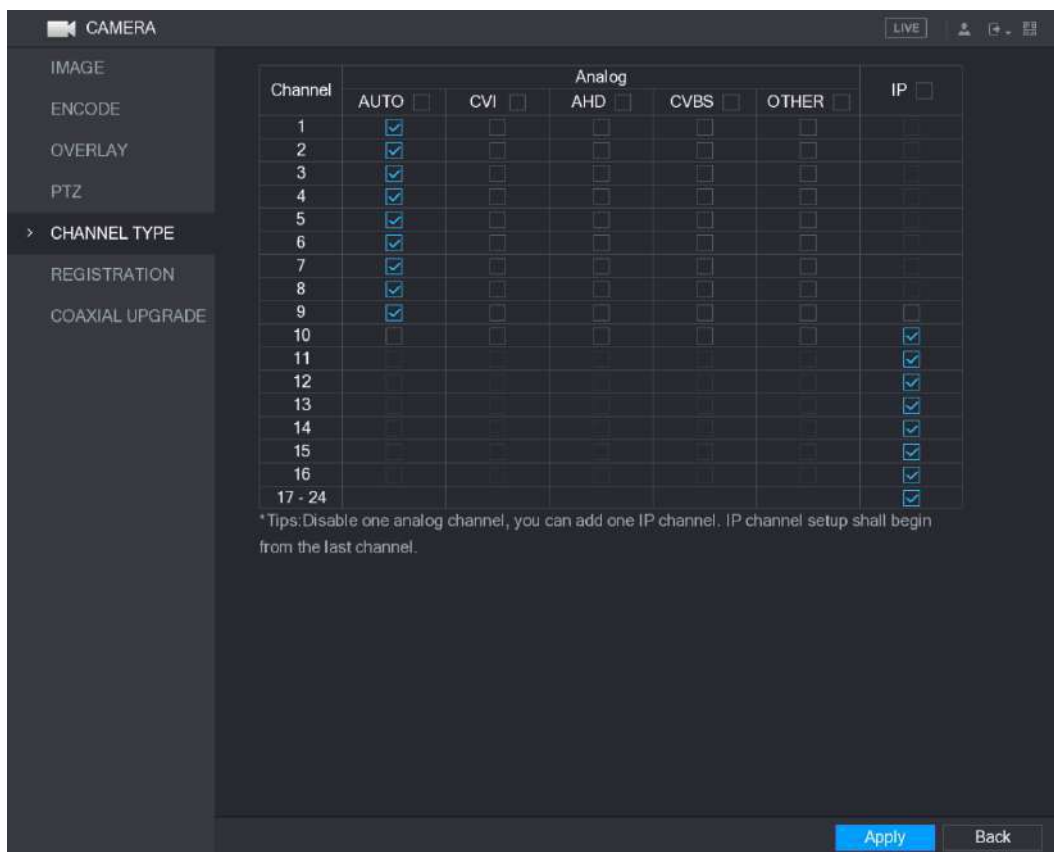 CAMERA
LIVE
IMAGE
ENCODE
OVERLAY
PTZ
CHANNEL TYPE
REGISTRATION
COAXIAL UPGRADE
Channel
Analog
IP
AUTO CVI AHD CVBS OTHER
1
2
3
4
5
6
7
8
9
10
11
12
13
14
15
16
17 - 24
*Tips:Disable one analog channel, you can add one IP channel. IP channel setup shall begin
from the last channel.
Apply Back